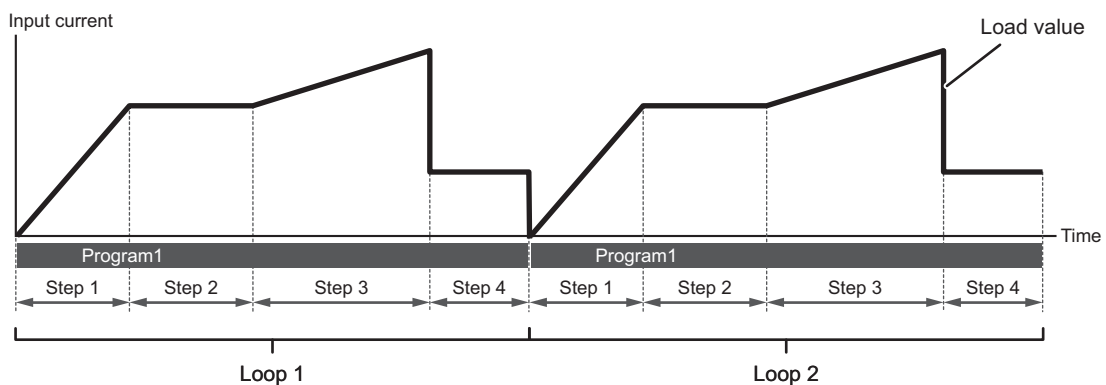 Input current
Load value
Time
Program1 Program1
Step 1 Step 2 Step 3 Step 4 Step 1 Step 2 Step 3 Step 4
Loop 1 Loop 2